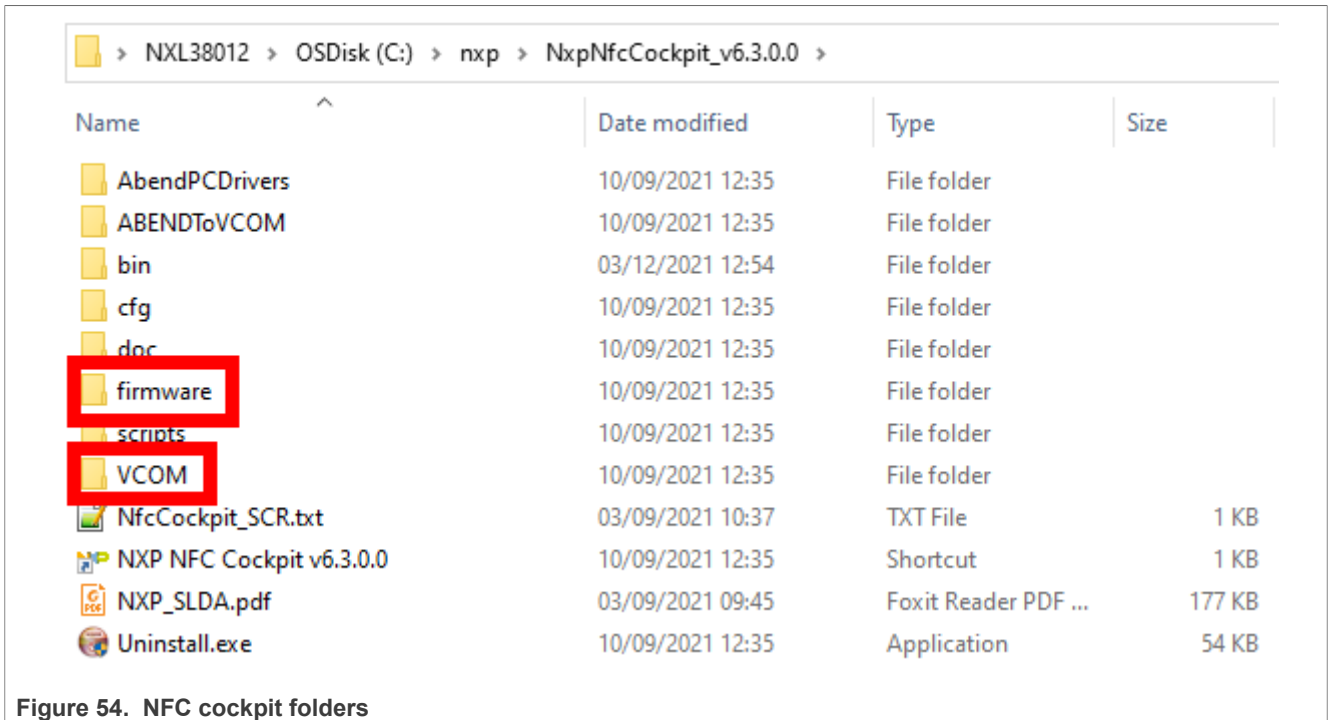 > NXL38012 > OSDisk (C:) > nxp > NxpNfcCockpit_v6.3.0.0 >
Name Date modified Type Size
AbendPCDrivers 10/09/2021 12:35 File folder
ABENDToVCOM 10/09/2021 12:35 File folder
bin 03/12/2021 12:54 File folder
cfg 10/09/2021 12:35 File folder
doc 10/09/2021 12:35 File folder
firmware 10/09/2021 12:35 File folder
scripts 10/09/2021 12:35 File folder
VCOM 10/09/2021 12:35 File folder
NfcCockpit_SCR.txt 03/09/2021 10:37 TXT File 1 KB
NXP NFC Cockpit v6.3.0.0 10/09/2021 12:35 Shortcut 1 KB
NXP_SLDA.pdf 03/09/2021 09:45 Foxit Reader PDF ... 177 KB
Uninstall.exe 10/09/2021 12:35 Application 54 KB
Figure 54. NFC cockpit folders